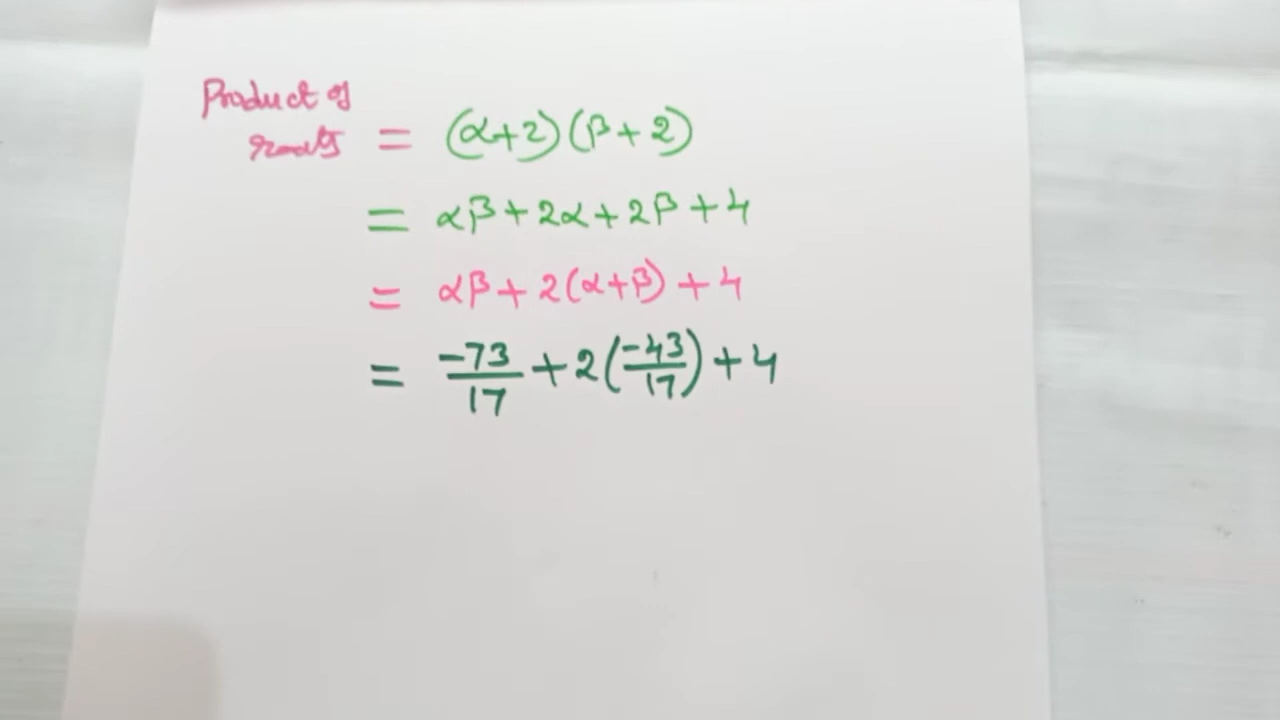 Product of
roots = (α+2)(β+2)
= αβ+2α+2β+4
= αβ+2(α+β)+4
= -73/17+2(-43/17)+4